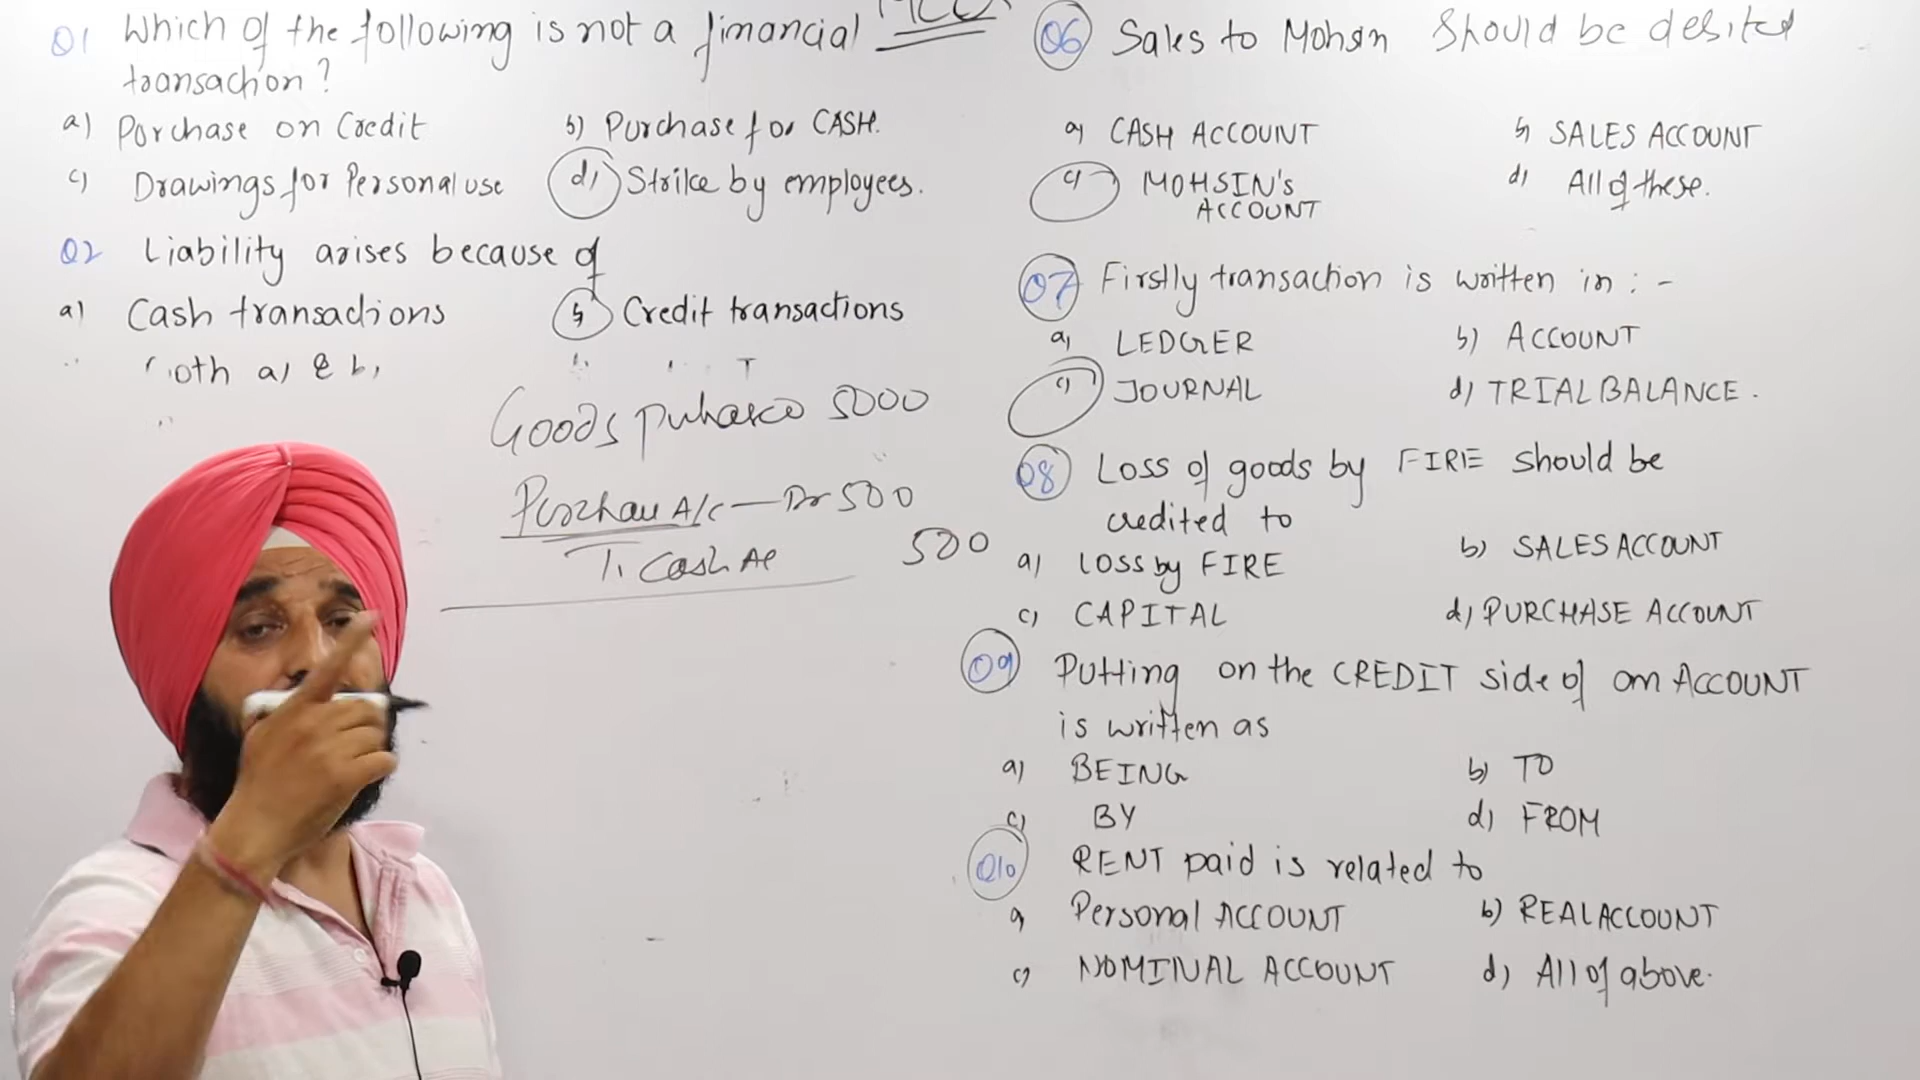 MCQ
Q1 Which of the following is not a financial
transaction?
a) Purchase on Credit b) Purchase for CASH.
c) Drawings for Personal use d) Strike by employees.
Q2 Liability arises because of
a) Cash transactions b) Credit transactions
oth a) & b)
Goods 5000
A/c — Dr 500
Cash 500
Q6 Sales to Mohsin Should be debited
a) CASH ACCOUNT b) SALES ACCOUNT
c) MOHSIN's d) All of these.
ACCOUNT
Q7 Firstly transaction is written in : -
a) LEDGER b) ACCOUNT
c) JOURNAL d) TRIAL BALANCE.
Q8 Loss of goods by FIRE should be
credited to
a) Loss by FIRE b) SALES ACCOUNT
c) CAPITAL d) PURCHASE ACCOUNT
Q9 Putting on the CREDIT side of an ACCOUNT
is written as
a) BEING b) TO
c) BY d) FROM
Q10 RENT paid is related to
a) Personal ACCOUNT b) REAL ACCOUNT
c) NOMINAL ACCOUNT d) All of above.